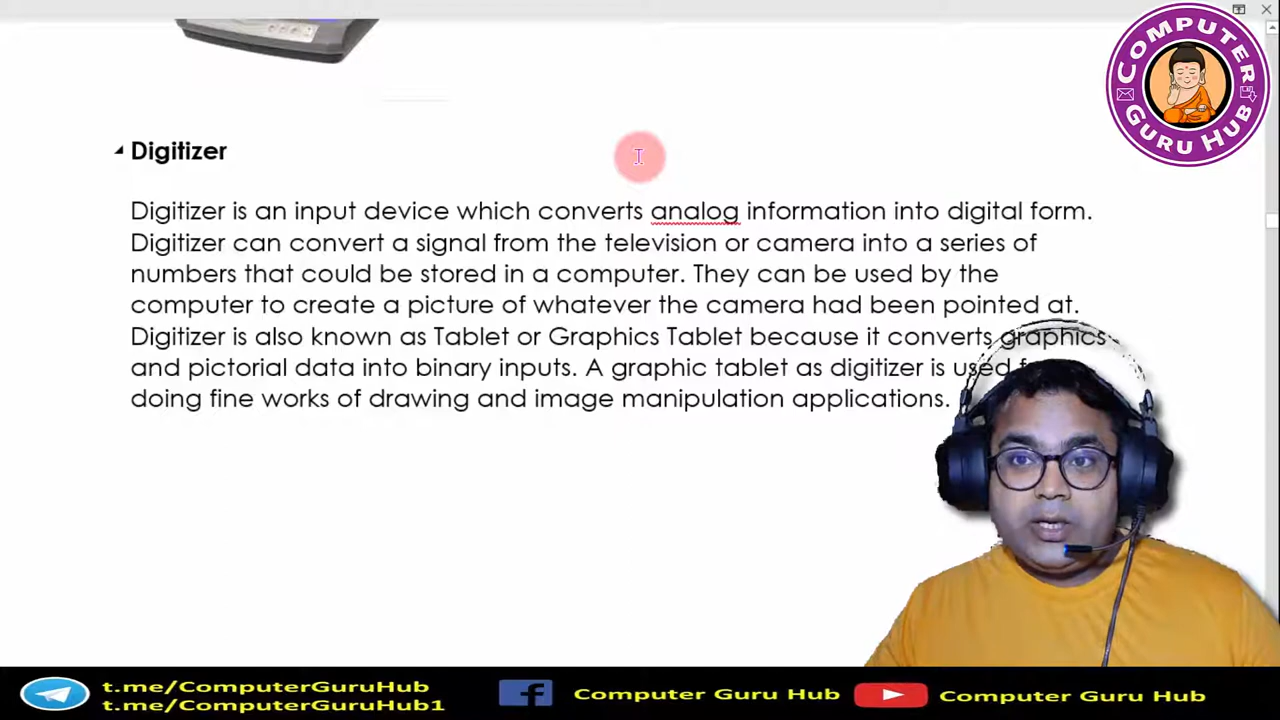 COMPUTER
GURU HUB
Digitizer
Digitizer is an input device which converts analog information into digital form.
Digitizer can convert a signal from the television or camera into a series of
numbers that could be stored in a computer. They can be used by the
computer to create a picture of whatever the camera had been pointed at.
Digitizer is also known as Tablet or Graphics Tablet because it converts graphics
and pictorial data into binary inputs. A graphic tablet as digitizer is used
doing fine works of drawing and image manipulation applications.
t.me/ComputerGuruHub
t.me/ComputerGuruHub1
Computer Guru Hub
Computer Guru Hub